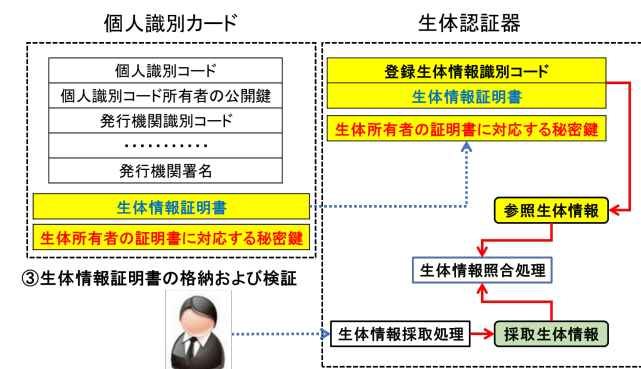 個人識別カード
個人識別コード
個人識別コード所有者の公開鍵
発行機関識別コード
・・・・・・・・・・・
発行機関署名
生体情報証明書
生体所有者の証明書に対応する秘密鍵
③生体情報証明書の格納および検証
生体認証器
登録生体情報識別コード
生体情報証明書
生体所有者の証明書に対応する秘密鍵
参照生体情報
生体情報照合処理
生体情報採取処理
採取生体情報